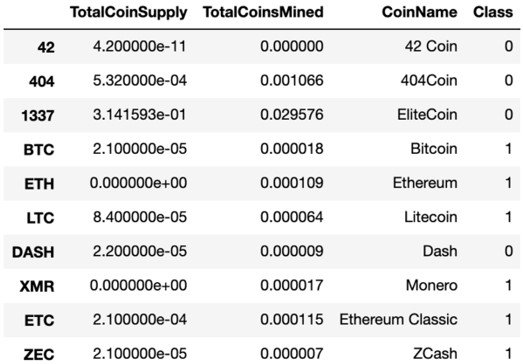 TotalCoinSupply TotalCoinsMined CoinName Class
42 4.200000e-11 0.000000 42 Coin 0
404 5.320000e-04 0.001066 404Coin 0
1337 3.141593e-01 0.029576 EliteCoin 0
BTC 2.100000e-05 0.000018 Bitcoin 1
ETH 0.000000e+00 0.000109 Ethereum 1
LTC 8.400000e-05 0.000064 Litecoin 1
DASH 2.200000e-05 0.000009 Dash 0
XMR 0.000000e+00 0.000017 Monero 1
ETC 2.100000e-04 0.000115 Ethereum Classic 1
ZEC 2.100000e-05 0.000007 ZCash 1